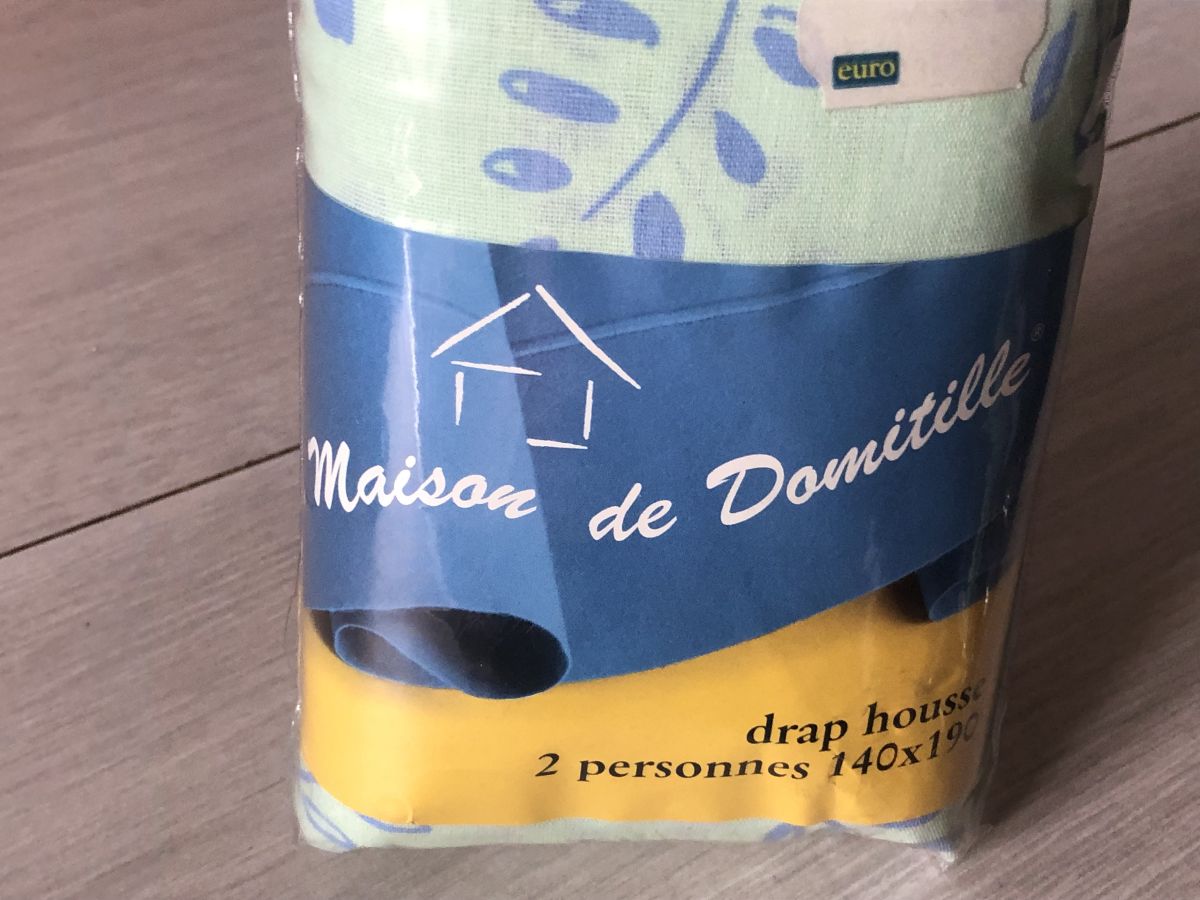 euro
Maison de Domitille®
drap housse
2 personnes 140x190